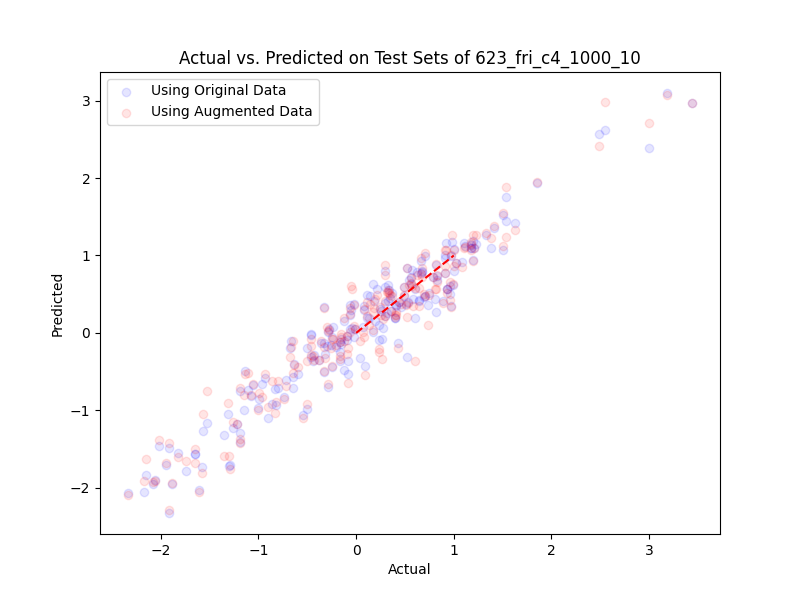 Actual vs. Predicted on Test Sets of 623_fri_c4_1000_10
Using Original Data
Using Augmented Data
3
2
1
0
−1
−2
Predicted
−2 −1 0 1 2 3
Actual